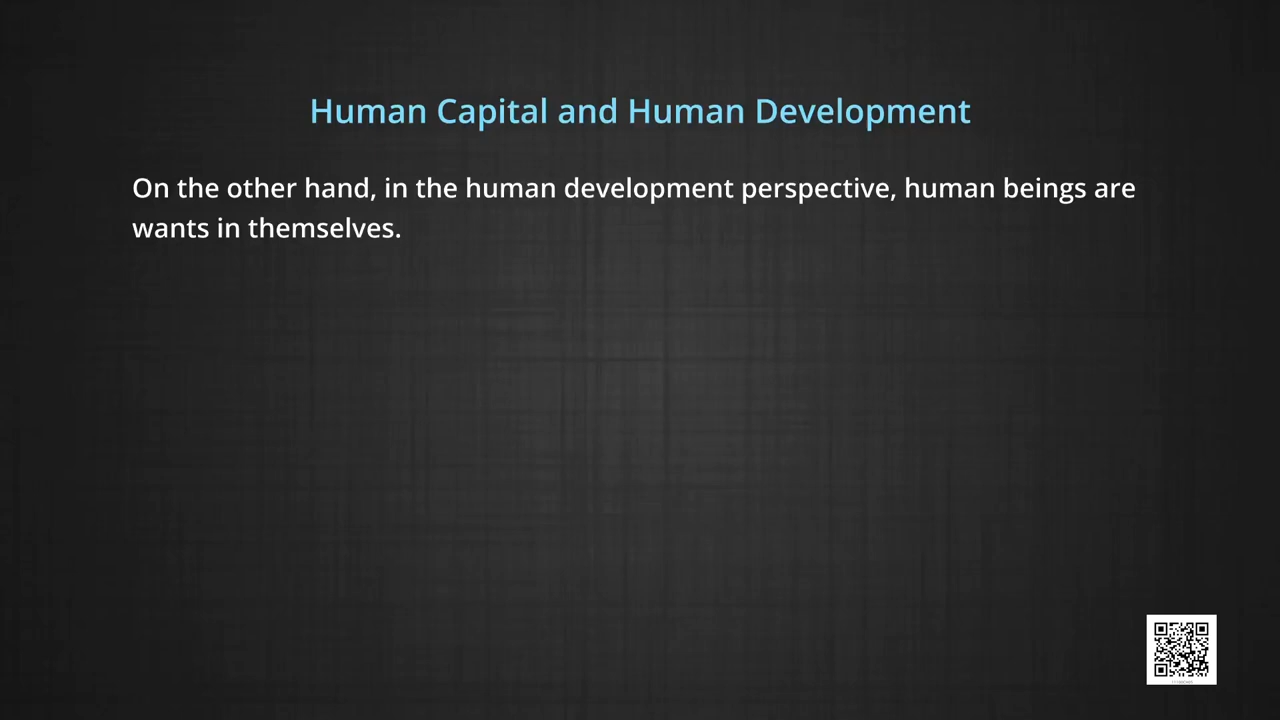 Human Capital and Human Development
On the other hand, in the human development perspective, human beings are
wants in themselves.